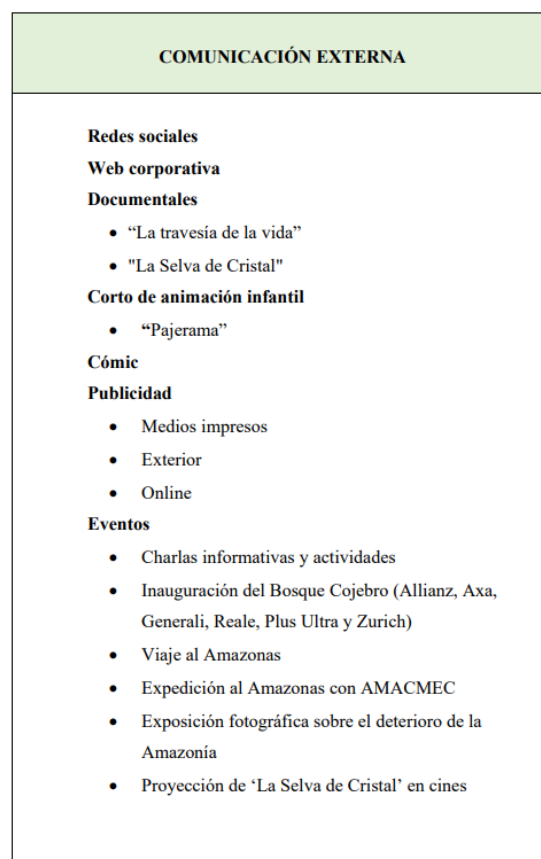 COMUNICACIÓN EXTERNA
Redes sociales
Web corporativa
Documentales
• “La travesía de la vida”
• "La Selva de Cristal"
Corto de animación infantil
• “Pajerama”
Cómic
Publicidad
• Medios impresos
• Exterior
• Online
Eventos
• Charlas informativas y actividades
• Inauguración del Bosque Cojebro (Allianz, Axa,
Generali, Reale, Plus Ultra y Zurich)
• Viaje al Amazonas
• Expedición al Amazonas con AMACMEC
• Exposición fotográfica sobre el deterioro de la
Amazonía
• Proyección de ‘La Selva de Cristal’ en cines